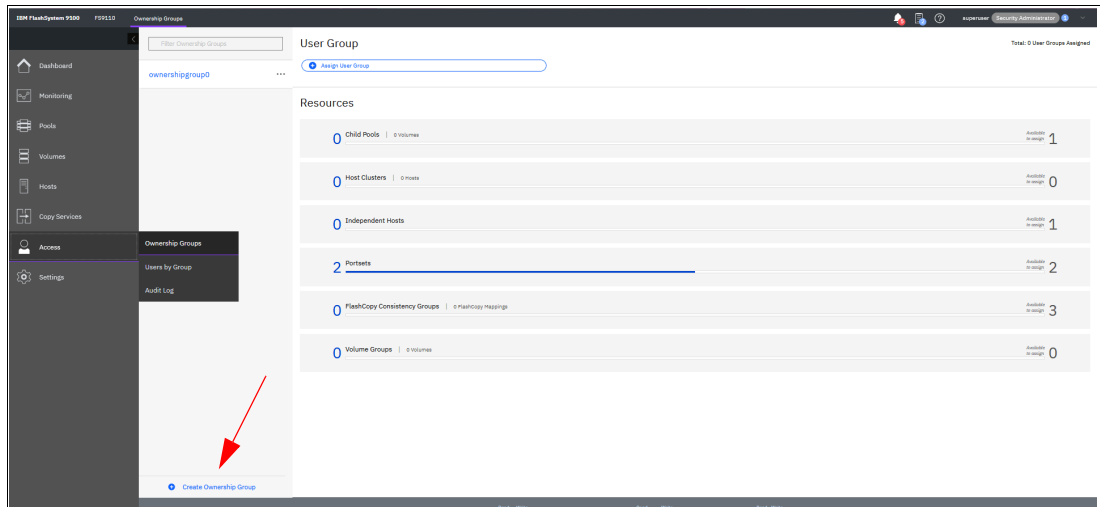 IBM FlashSystem 9500 FS9110 Ownership Groups
superuser Security Administrator
Filter Ownership Groups
ownershipgroup0
Dashboard
Monitoring
Pools
Volumes
Hosts
Copy Services
Access
Settings
Ownership Groups
Users by Group
Audit Log
Create Ownership Group
User Group
Total: 0 User Groups Assigned
Assign User Group
Resources
0 Child Pools | 0 Volumes Available to assign 1
0 Host Clusters | 0 Hosts Available to assign 0
0 Independent Hosts Available to assign 1
2 Portsets Available to assign 2
0 FlashCopy Consistency Groups | 0 FlashCopy Mappings Available to assign 3
0 Volume Groups | 0 Volumes Available to assign 0